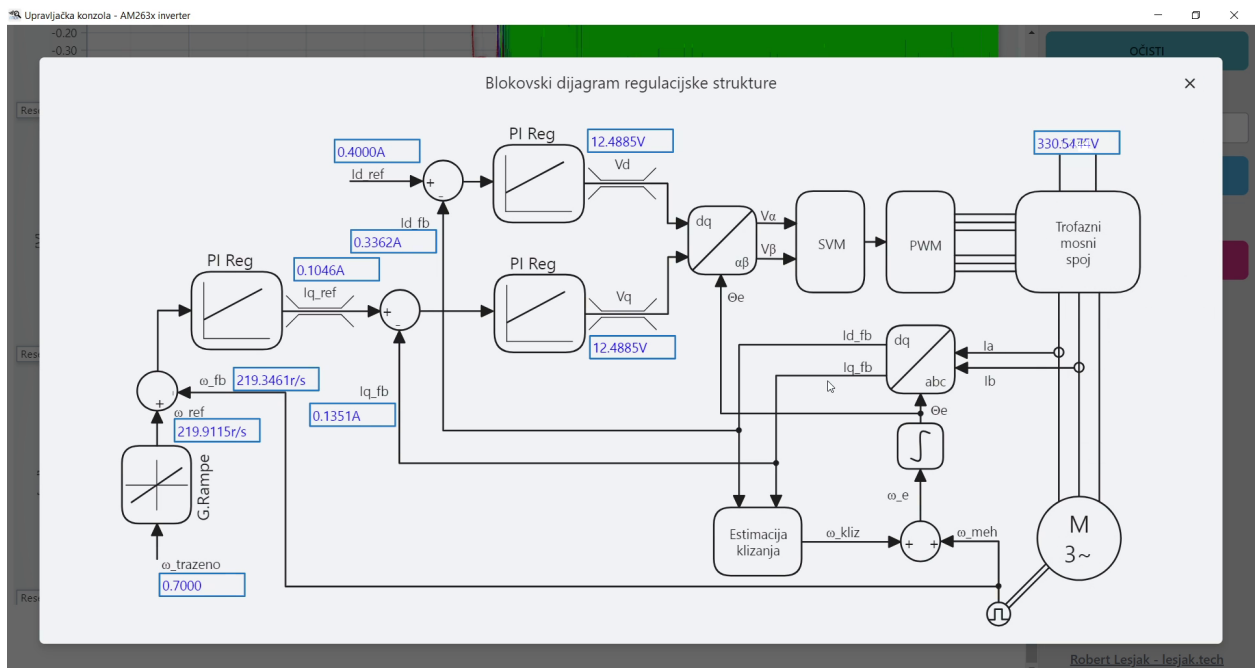 Upravljačka konzola - AM263x inverter
-0.20
-0.30
OČISTI
Blokovski dijagram regulacijske strukture
PI Reg
12.4885V
0.4000A
Id_ref
+
-
Vd
Id_fb
0.3362A
dq
αβ
Vα
Vβ
SVM
PWM
Trofazni
mosni
spoj
PI Reg
0.1046A
Iq_ref
+
-
PI Reg
Vq
12.4885V
Θe
Id_fb
Iq_fb
dq
abc
Ia
Ib
Θe
ω_fb
219.3461r/s
Iq_fb
0.1351A
+
ω_ref
219.9115r/s
G.Rampe
ω_trazeno
0.7000
Estimacija
klizanja
ω_kliz
+
+
ω_e
ω_meh
M
3~
Robert Lesjak - lesjak.tech